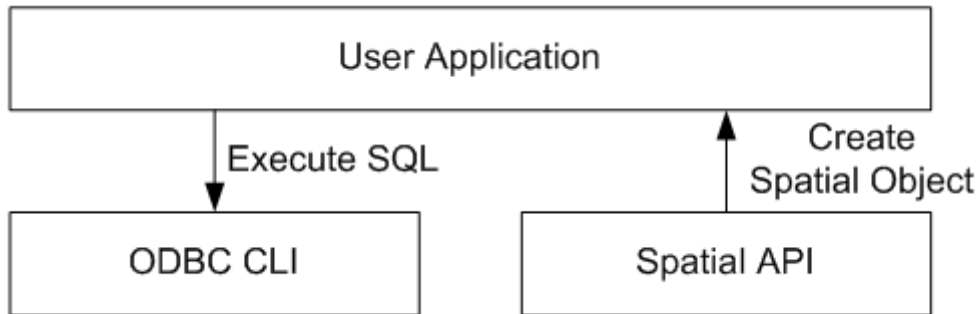 User Application
Execute SQL
Create
Spatial Object
ODBC CLI
Spatial API